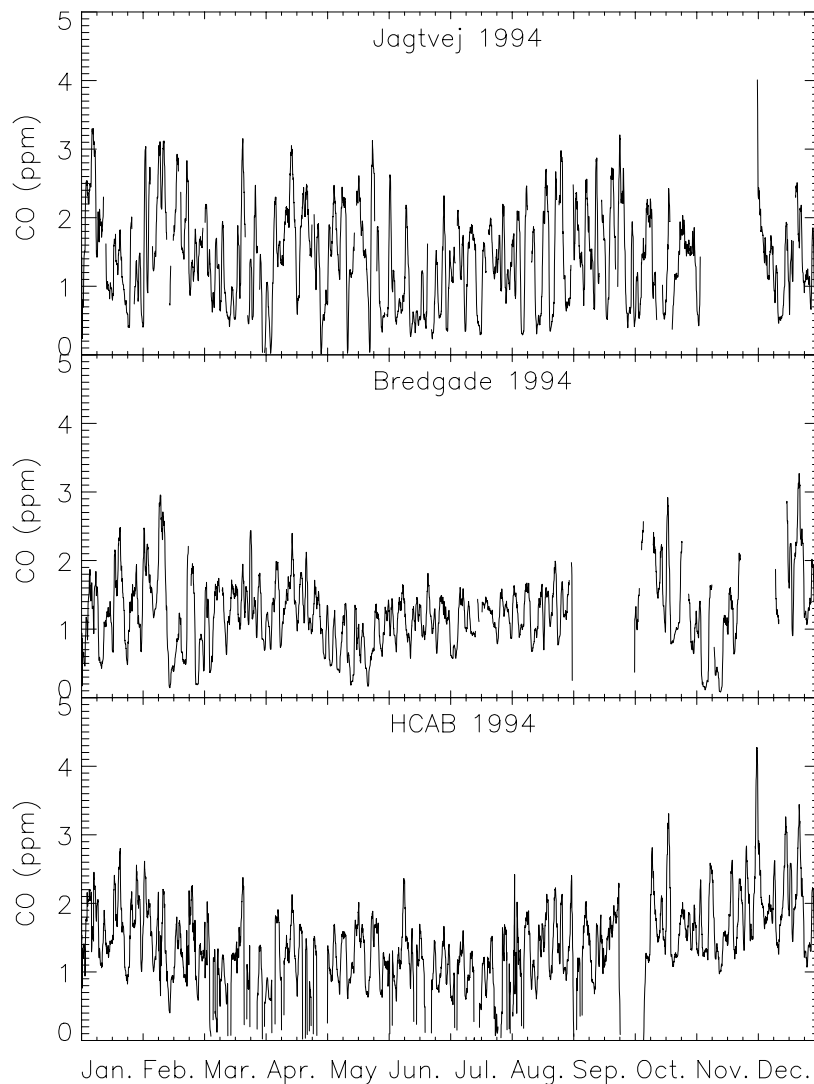 Jagtvej 1994
5
4
3
2
1
0
CO (ppm)
Bredgade 1994
5
4
3
2
1
0
CO (ppm)
HCAB 1994
5
4
3
2
1
0
CO (ppm)
Jan. Feb. Mar. Apr. May Jun. Jul. Aug. Sep. Oct. Nov. Dec.